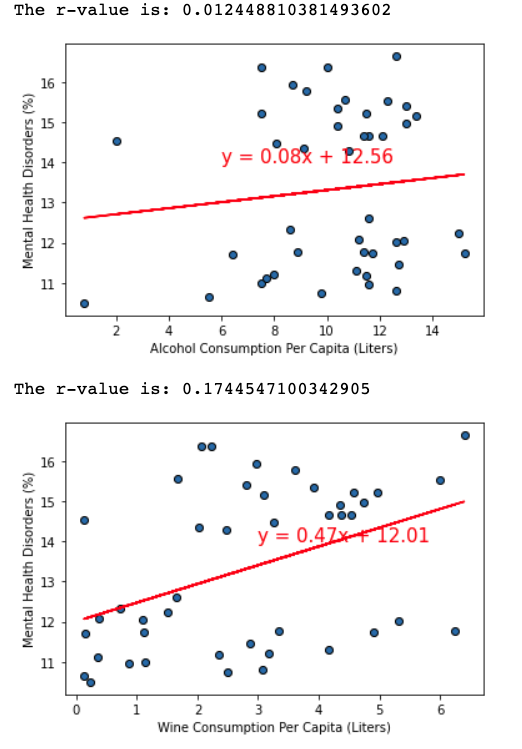 The r-value is: 0.012448810381493602
16
15
14
13
12
11
Mental Health Disorders (%)
y = 0.08x + 12.56
2 4 6 8 10 12 14
Alcohol Consumption Per Capita (Liters)
The r-value is: 0.1744547100342905
16
15
14
13
12
11
Mental Health Disorders (%)
y = 0.47x + 12.01
0 1 2 3 4 5 6
Wine Consumption Per Capita (Liters)